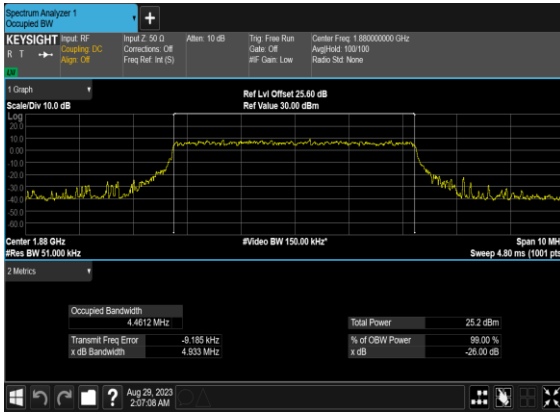 Spectrum Analyzer 1
Occupied BW
+
KEYSIGHT Input: RF Input Z: 50 Ω Atten: 10 dB Trig: Free Run Center Freq: 1.880000000 GHz
R T Coupling: DC Corrections: Off Gate: Off Avg|Hold: 100/100
Align: Off Freq Ref: Int (S) #IF Gain: Low Radio Std: None
LV
1 Graph
Ref Lvl Offset 25.60 dB
Scale/Div 10.0 dB Ref Value 30.00 dBm
Log
20.0
10.0
0.00
-10.0
-20.0
-30.0
-40.0
-50.0
-60.0
Center 1.88 GHz #Video BW 150.00 kHz* Span 10 MH
#Res BW 51.000 kHz Sweep 4.80 ms (1001 pts
2 Metrics
Occupied Bandwidth
4.4612 MHz Total Power 25.2 dBm
Transmit Freq Error -9.185 kHz % of OBW Power 99.00 %
x dB Bandwidth 4.933 MHz x dB -26.00 dB
? Aug 29, 2023
2:07:08 AM